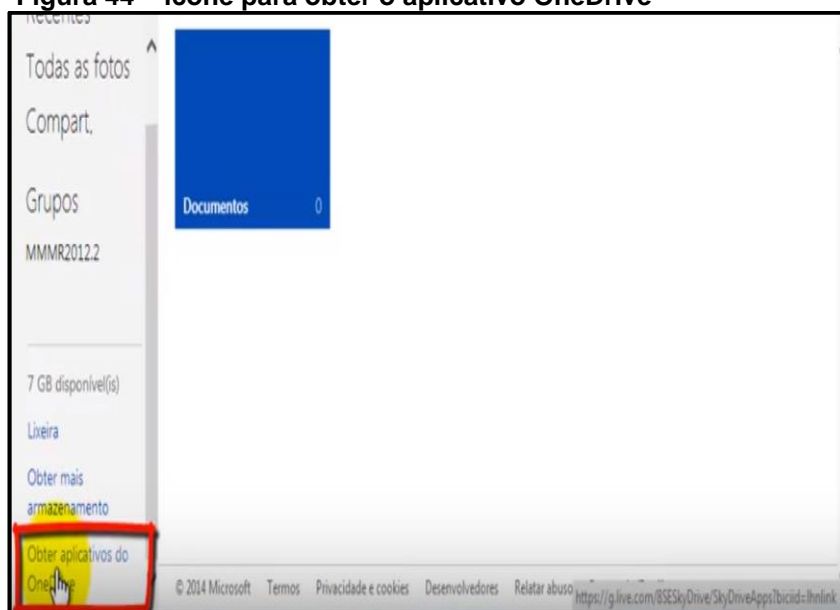 Figura 44 – Ícone para obter o aplicativo OneDrive
Recentes
Todas as fotos
Compart.
Grupos
MMMR2012.2
7 GB disponível(is)
Lixeira
Obter mais
armazenamento
Obter aplicativos do
OneDrive
Documentos 0
© 2014 Microsoft Termos Privacidade e cookies Desenvolvedores Relatar abuso
https://g.live.com/8SESkyDrive/SkyDriveApps?biciid=lhnlink